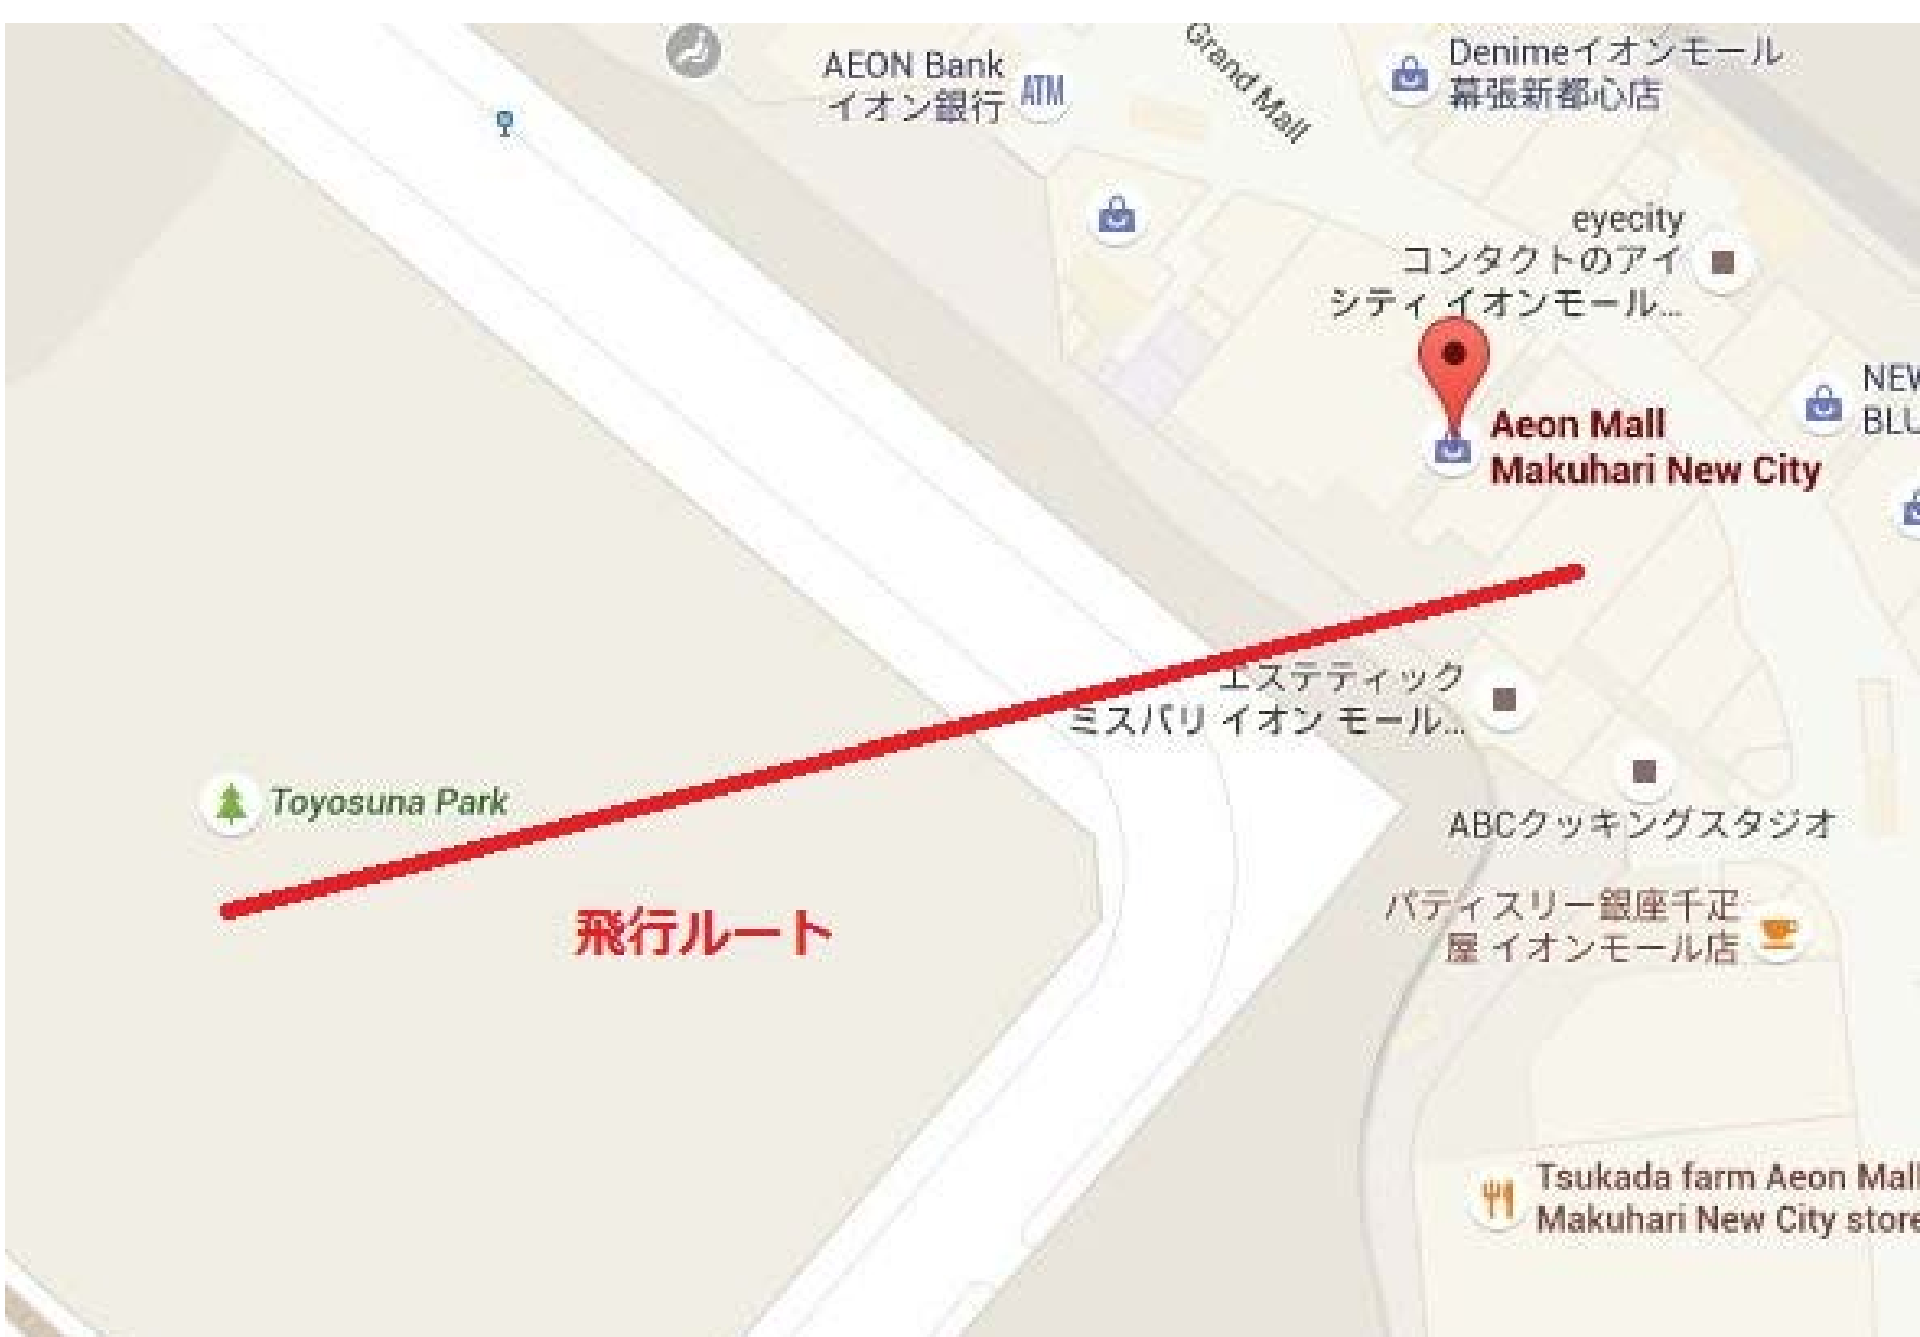 AEON Bank
イオン銀行
ATM
Grand Mall
Denimeイオンモール
幕張新都心店
eyecity
コンタクトのアイ
シティ イオンモール...
Aeon Mall
Makuhari New City
NEW
BLU
エステティック
ミスパリ イオン モール...
Toyosuna Park
ABCクッキングスタジオ
飛行ルート
パティスリー銀座千疋
屋 イオンモール店
Tsukada farm Aeon Mall
Makuhari New City store